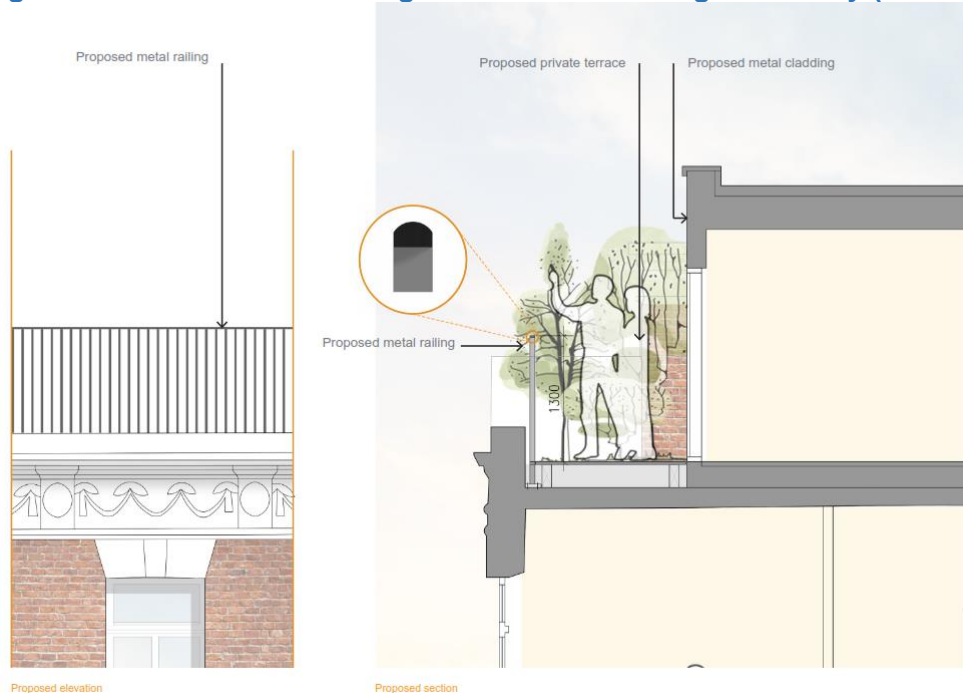 Proposed metal railing
Proposed private terrace
Proposed metal cladding
Proposed metal railing
1300
Proposed elevation
Proposed section